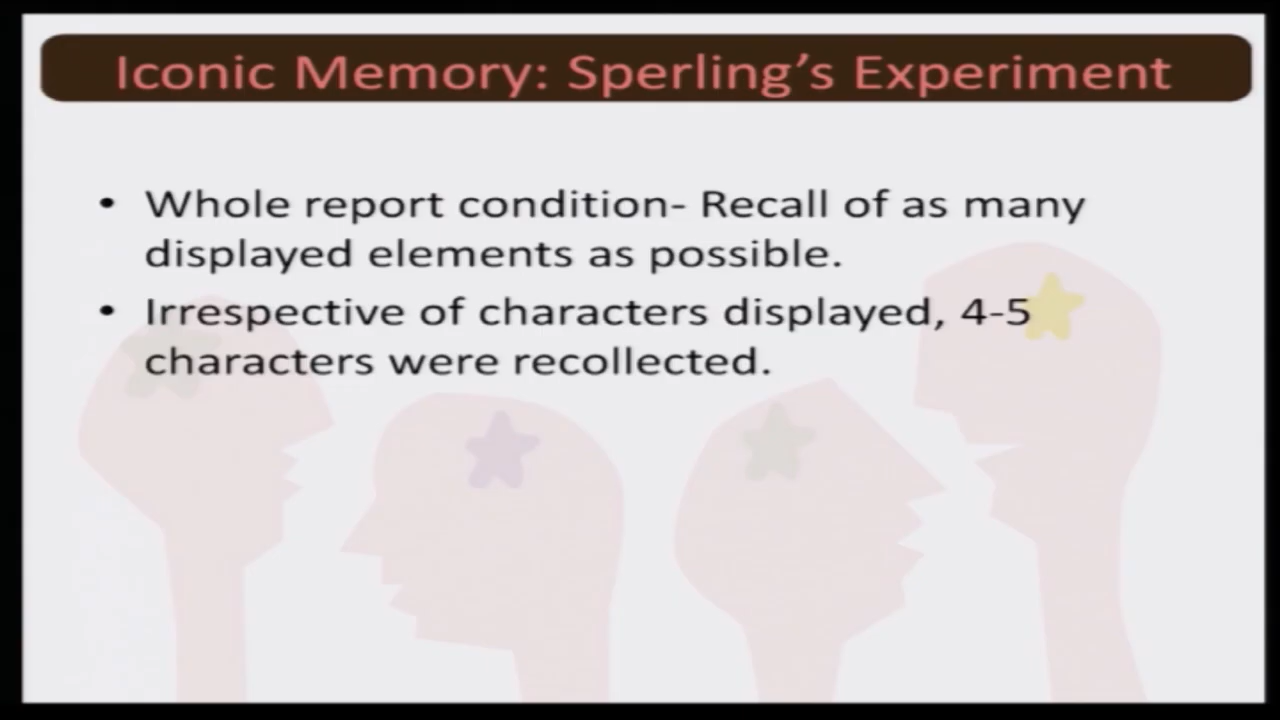 Iconic Memory: Sperling's Experiment
• Whole report condition- Recall of as many
displayed elements as possible.
• Irrespective of characters displayed, 4-5
characters were recollected.